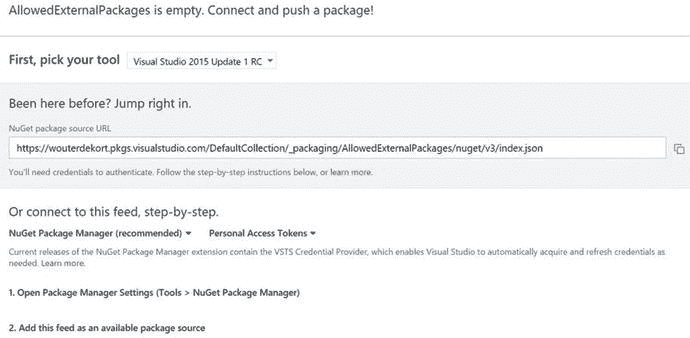 AllowedExternalPackages is empty. Connect and push a package!
First, pick your tool Visual Studio 2015 Update 1 RC
Been here before? Jump right in.
NuGet package source URL
https://wouterdekort.pkgs.visualstudio.com/DefaultCollection/_packaging/AllowedExternalPackages/nuget/v3/index.json
You'll need credentials to authenticate. Follow the step-by-step instructions below, or learn more.
Or connect to this feed, step-by-step.
NuGet Package Manager (recommended) Personal Access Tokens
Current releases of the NuGet Package Manager extension contain the VSTS Credential Provider, which enables Visual Studio to automatically acquire and refresh credentials as
needed. Learn more.
1. Open Package Manager Settings (Tools > NuGet Package Manager)
2. Add this feed as an available package source